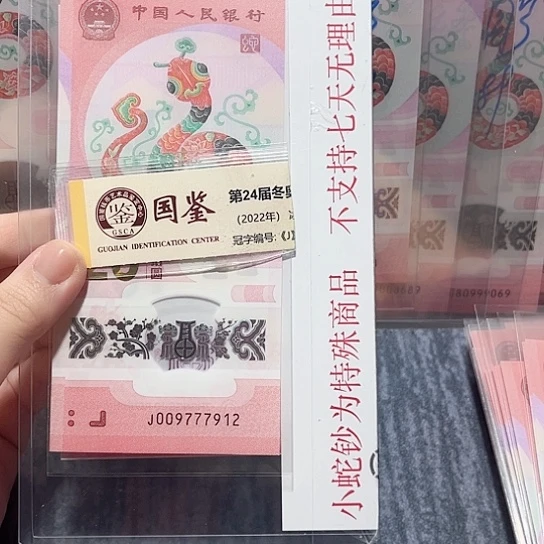 中国人民银行
国鉴
GSCA
GUOJIAN IDENTIFICATION CENTER
第24届冬奥
(2022年)
冠字编号:《J
J009777912
小蛇钞为特殊商品 不支持七天无理由
J80999069